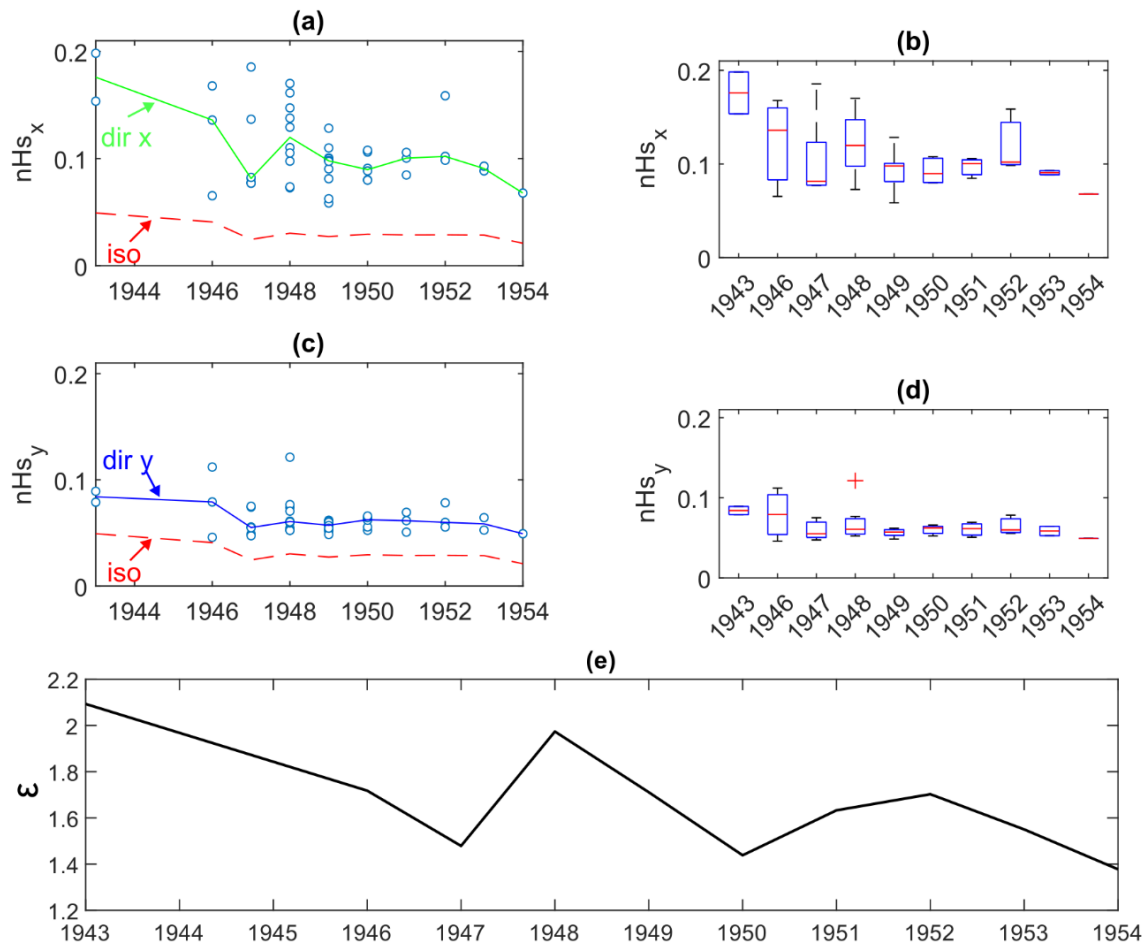 (a)
nHs_x
0.2
0.1
0
dir x
iso
1944 1946 1948 1950 1952 1954
(b)
nHs_x
0.2
0.1
0
1943 1946 1947 1948 1949 1950 1951 1952 1953 1954
(c)
nHs_y
0.2
0.1
0
dir y
iso
1944 1946 1948 1950 1952 1954
(d)
nHs_y
0.2
0.1
0
1943 1946 1947 1948 1949 1950 1951 1952 1953 1954
(e)
ε
2.2
2
1.8
1.6
1.4
1.2
1943 1944 1945 1946 1947 1948 1949 1950 1951 1952 1953 1954